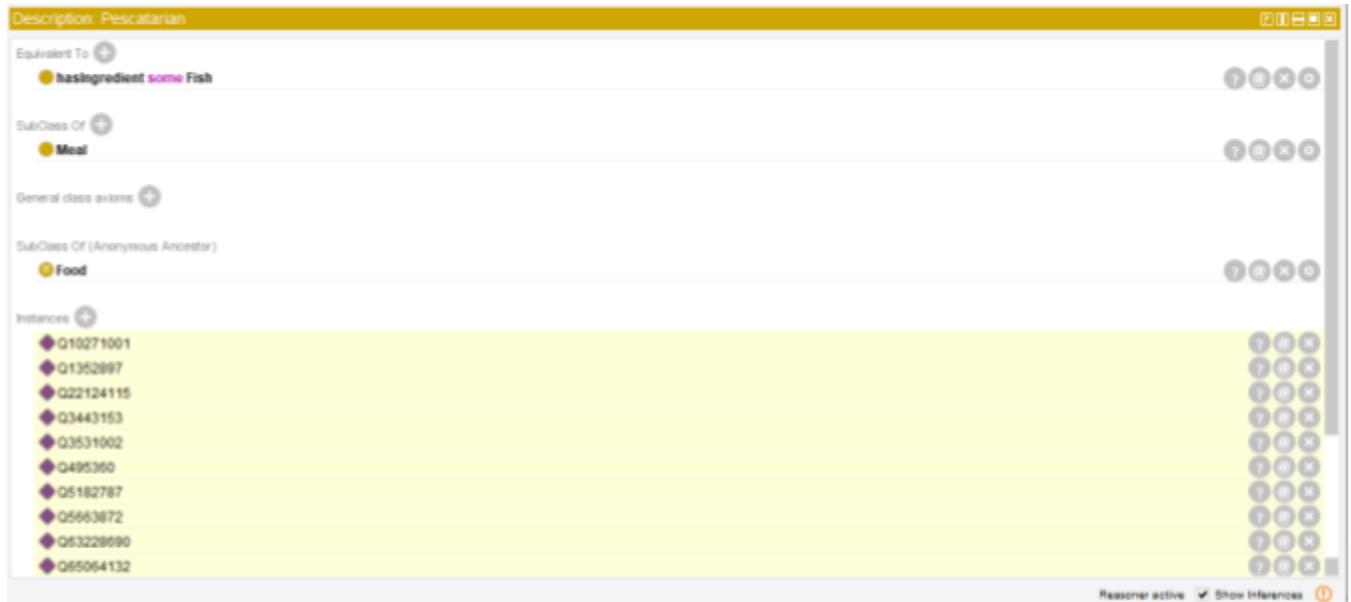 Description: Pescatarian
Equivalent To
hasIngredient some Fish
SubClass Of
Meal
General class axioms
SubClass Of (Anonymous Ancestor)
Food
Instances
Q10271001
Q1352897
Q22124115
Q3443153
Q3531002
Q495360
Q5182787
Q5663872
Q53228690
Q65064132
Reasoner active Show Inferences